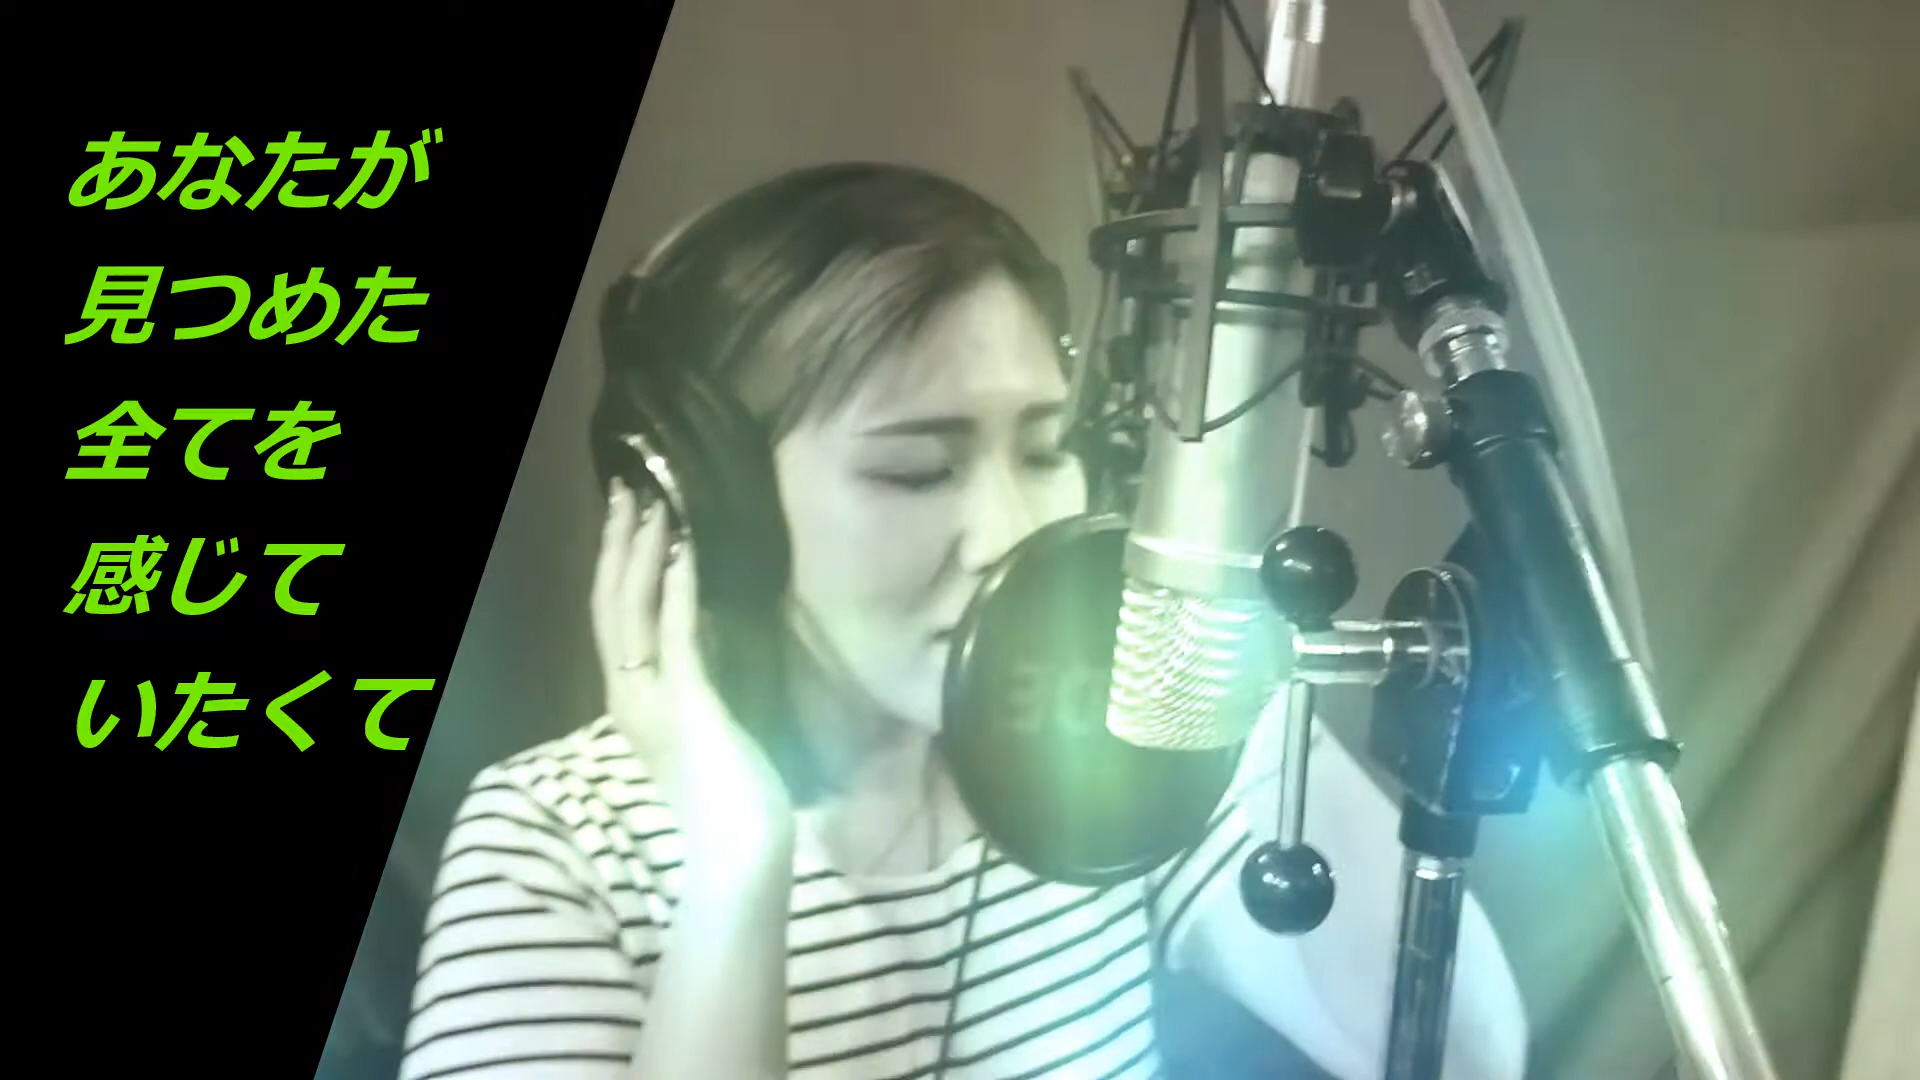 あなたが
見つめた
全てを
感じて
いたくて